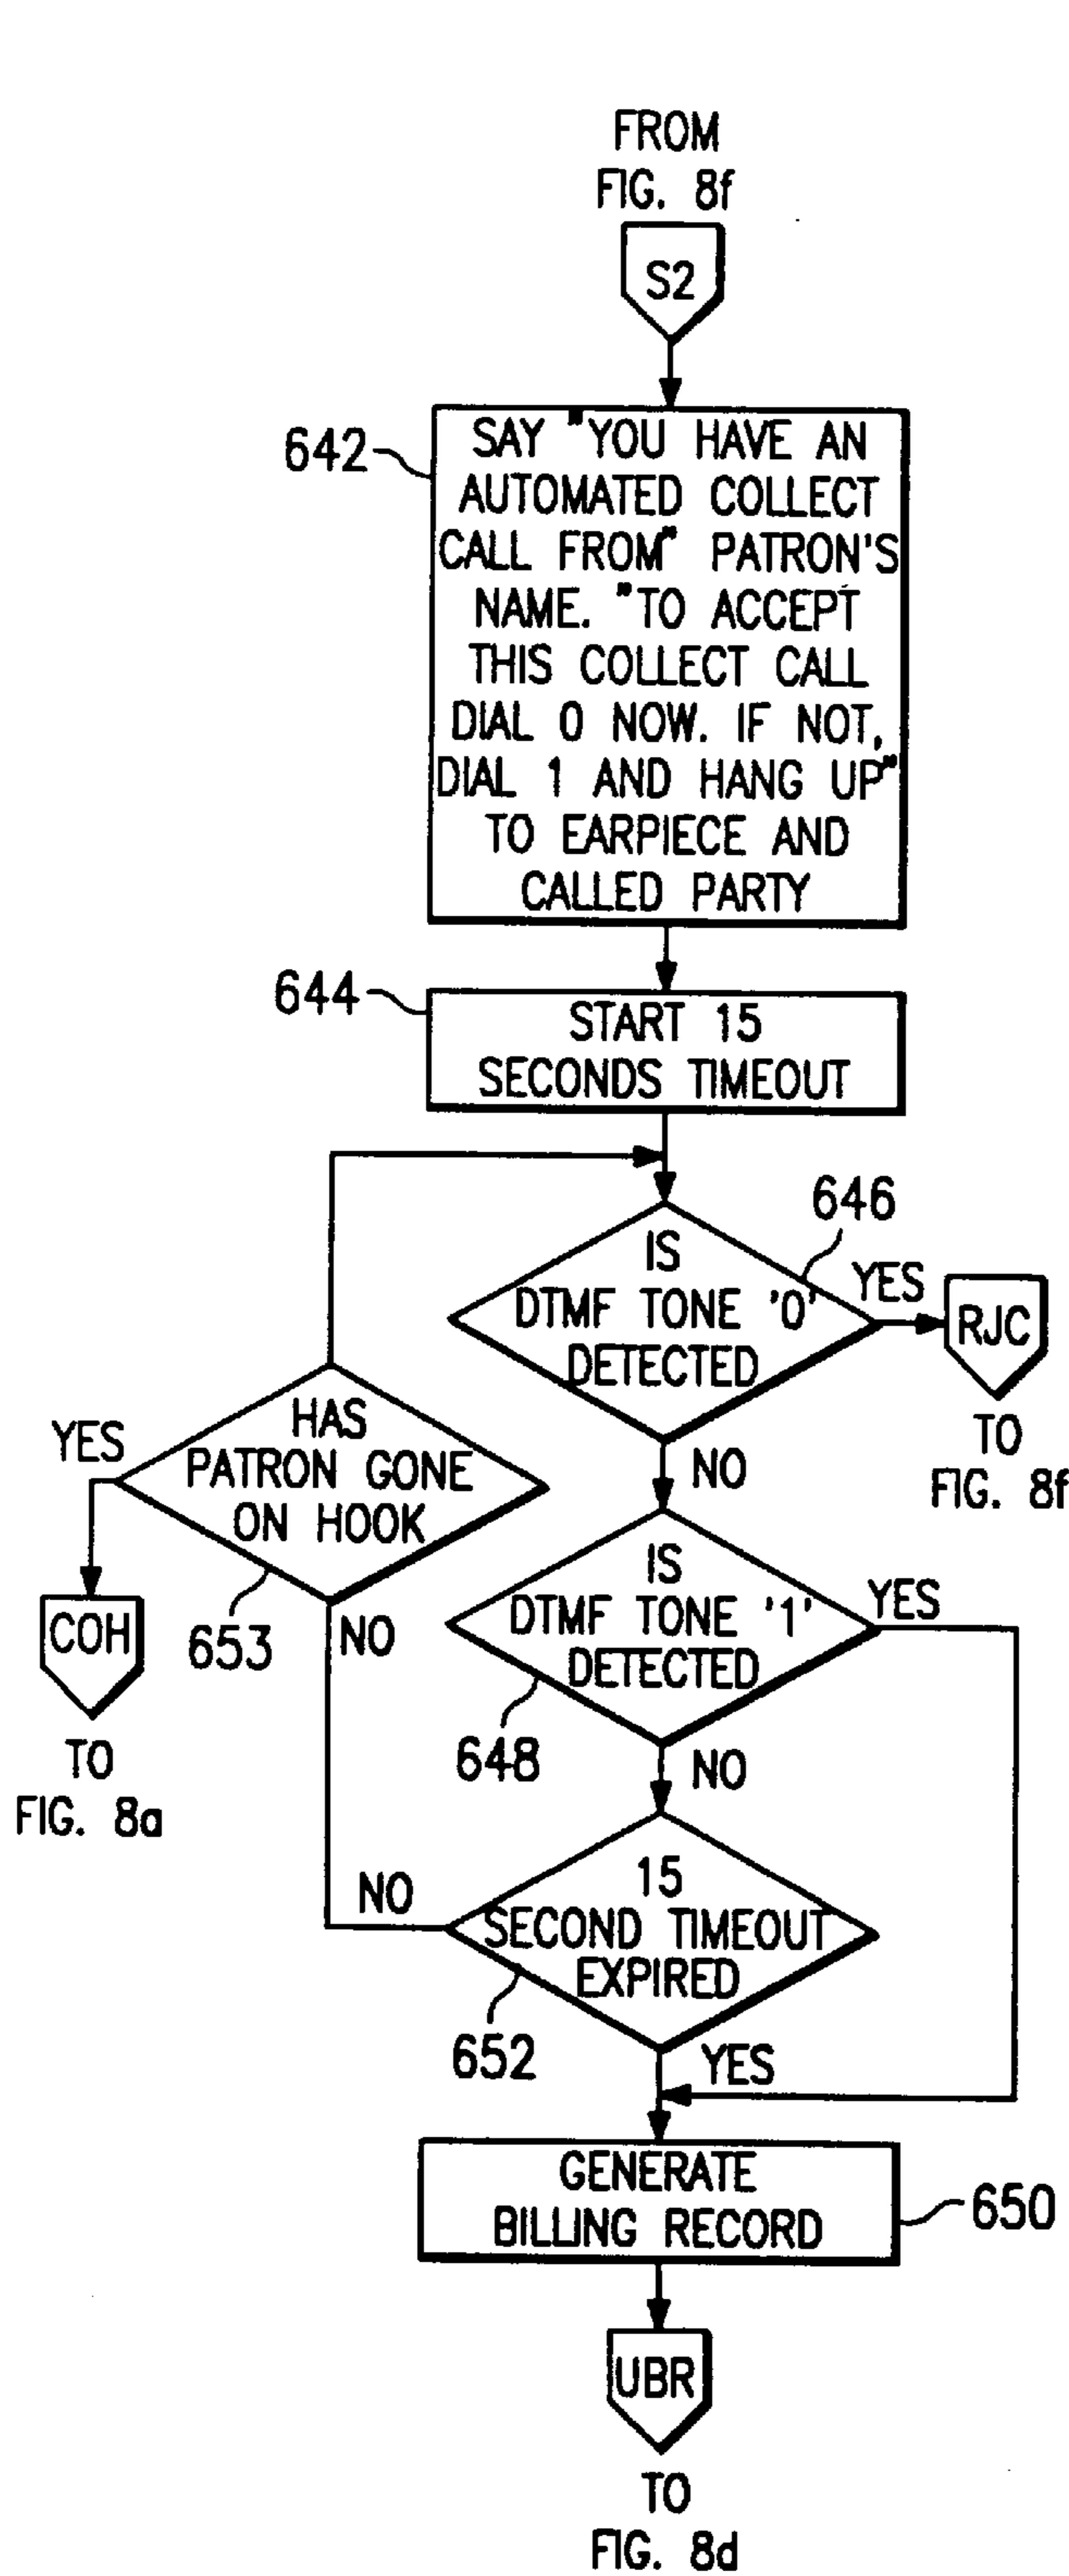 FROM
FIG. 8f
S2
642
SAY "YOU HAVE AN
AUTOMATED COLLECT
CALL FROM" PATRON'S
NAME. "TO ACCEPT
THIS COLLECT CALL
DIAL 0 NOW. IF NOT,
DIAL 1 AND HANG UP"
TO EARPIECE AND
CALLED PARTY
644
START 15
SECONDS TIMEOUT
646
IS
DTMF TONE '0'
DETECTED
YES
RJC
TO
FIG. 8f
NO
HAS
PATRON GONE
ON HOOK
YES
COH
TO
FIG. 8a
653
NO
IS
DTMF TONE '1'
DETECTED
YES
648
NO
15
SECOND TIMEOUT
EXPIRED
NO
652
YES
GENERATE
BILLING RECORD
650
UBR
TO
FIG. 8d